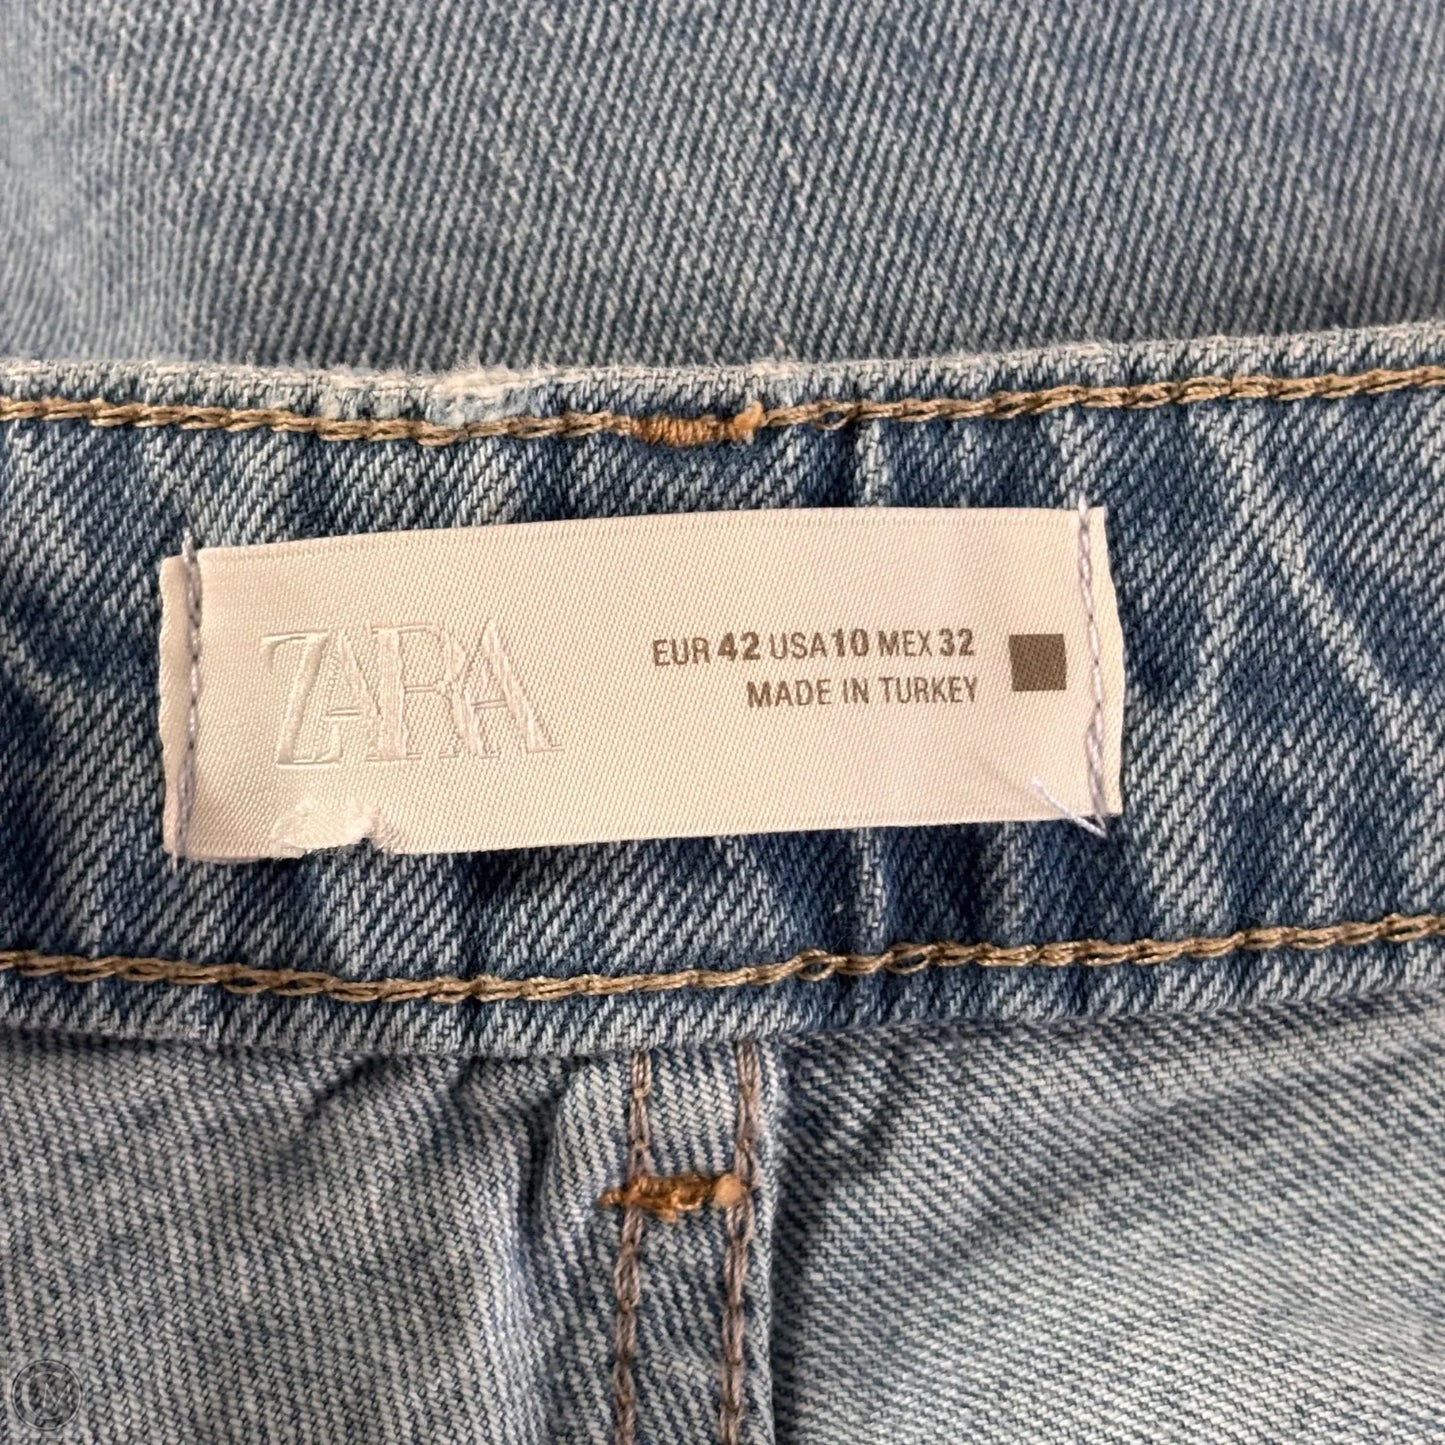 ZARA
EUR 42 USA 10 MEX 32
MADE IN TURKEY